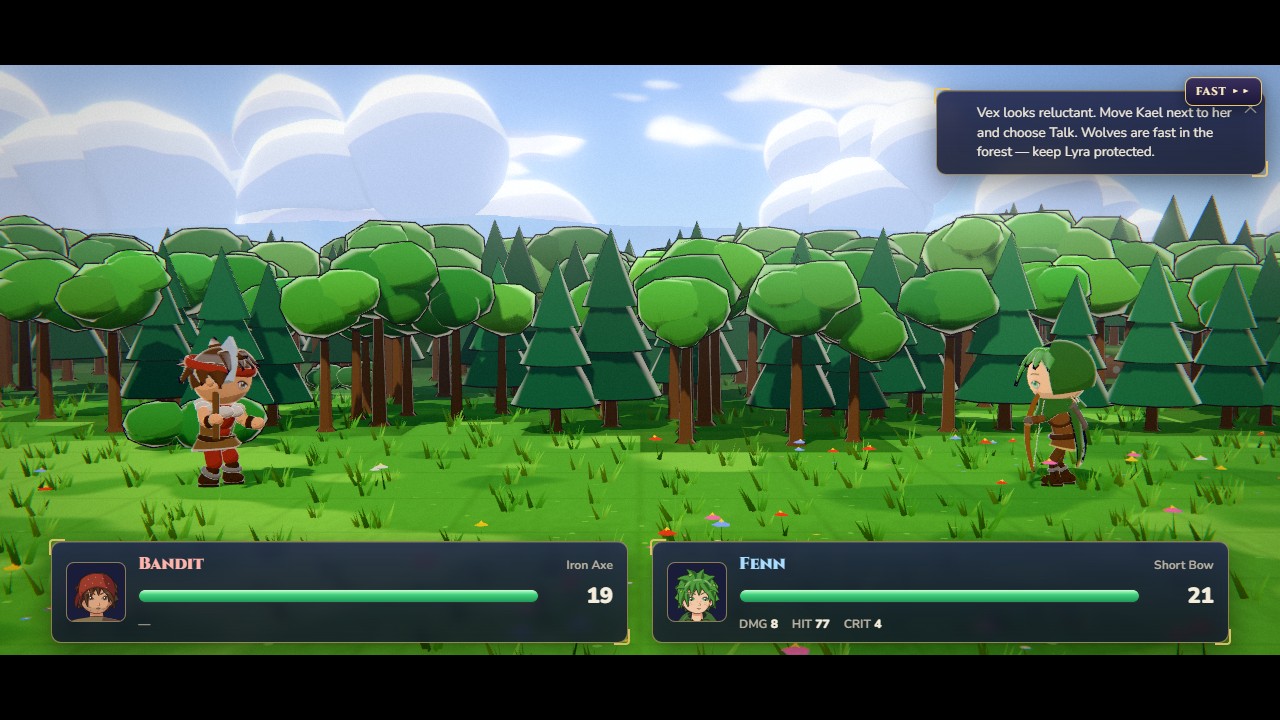 FAST ▸▸
Vex looks reluctant. Move Kael next to her
and choose Talk. Wolves are fast in the
forest — keep Lyra protected.
Bandit
Iron Axe
19
—
Fenn
Short Bow
21
DMG 8 HIT 77 CRIT 4